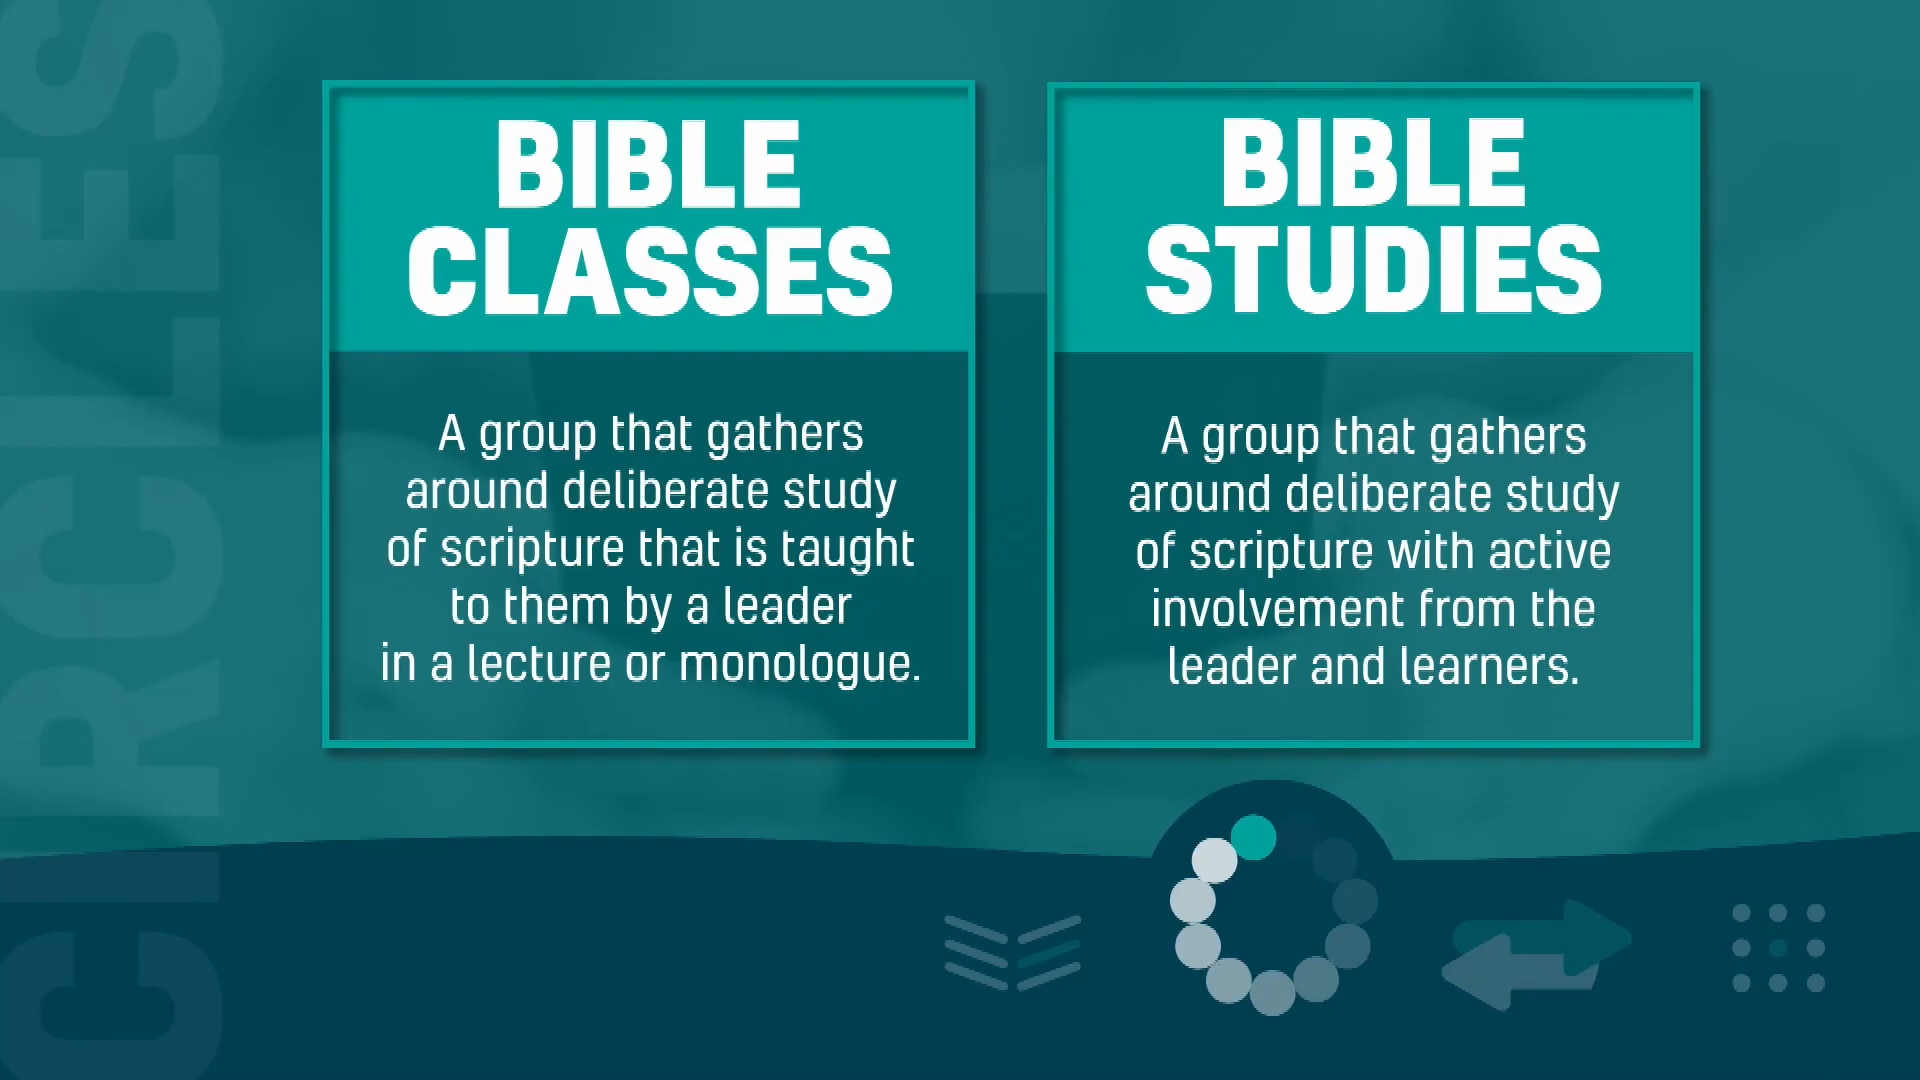 CIRCLES
BIBLE
CLASSES
A group that gathers
around deliberate study
of scripture that is taught
to them by a leader
in a lecture or monologue.
BIBLE
STUDIES
A group that gathers
around deliberate study
of scripture with active
involvement from the
leader and learners.